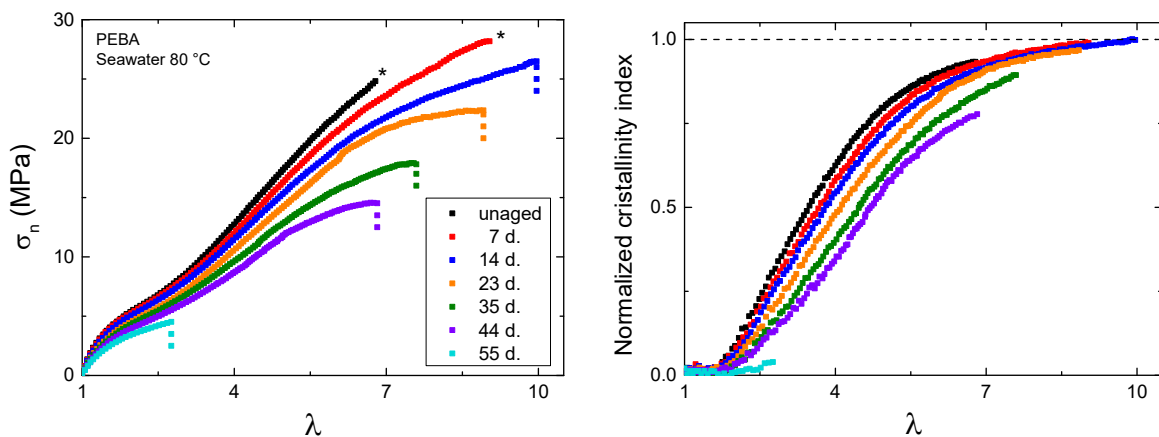 30
20
10
0
σn (MPa)
PEBA
Seawater 80 °C
*
*
unaged
7 d.
14 d.
23 d.
35 d.
44 d.
55 d.
1
4
7
10
λ
1.0
0.5
0.0
Normalized cristallinity index
1
4
7
10
λ